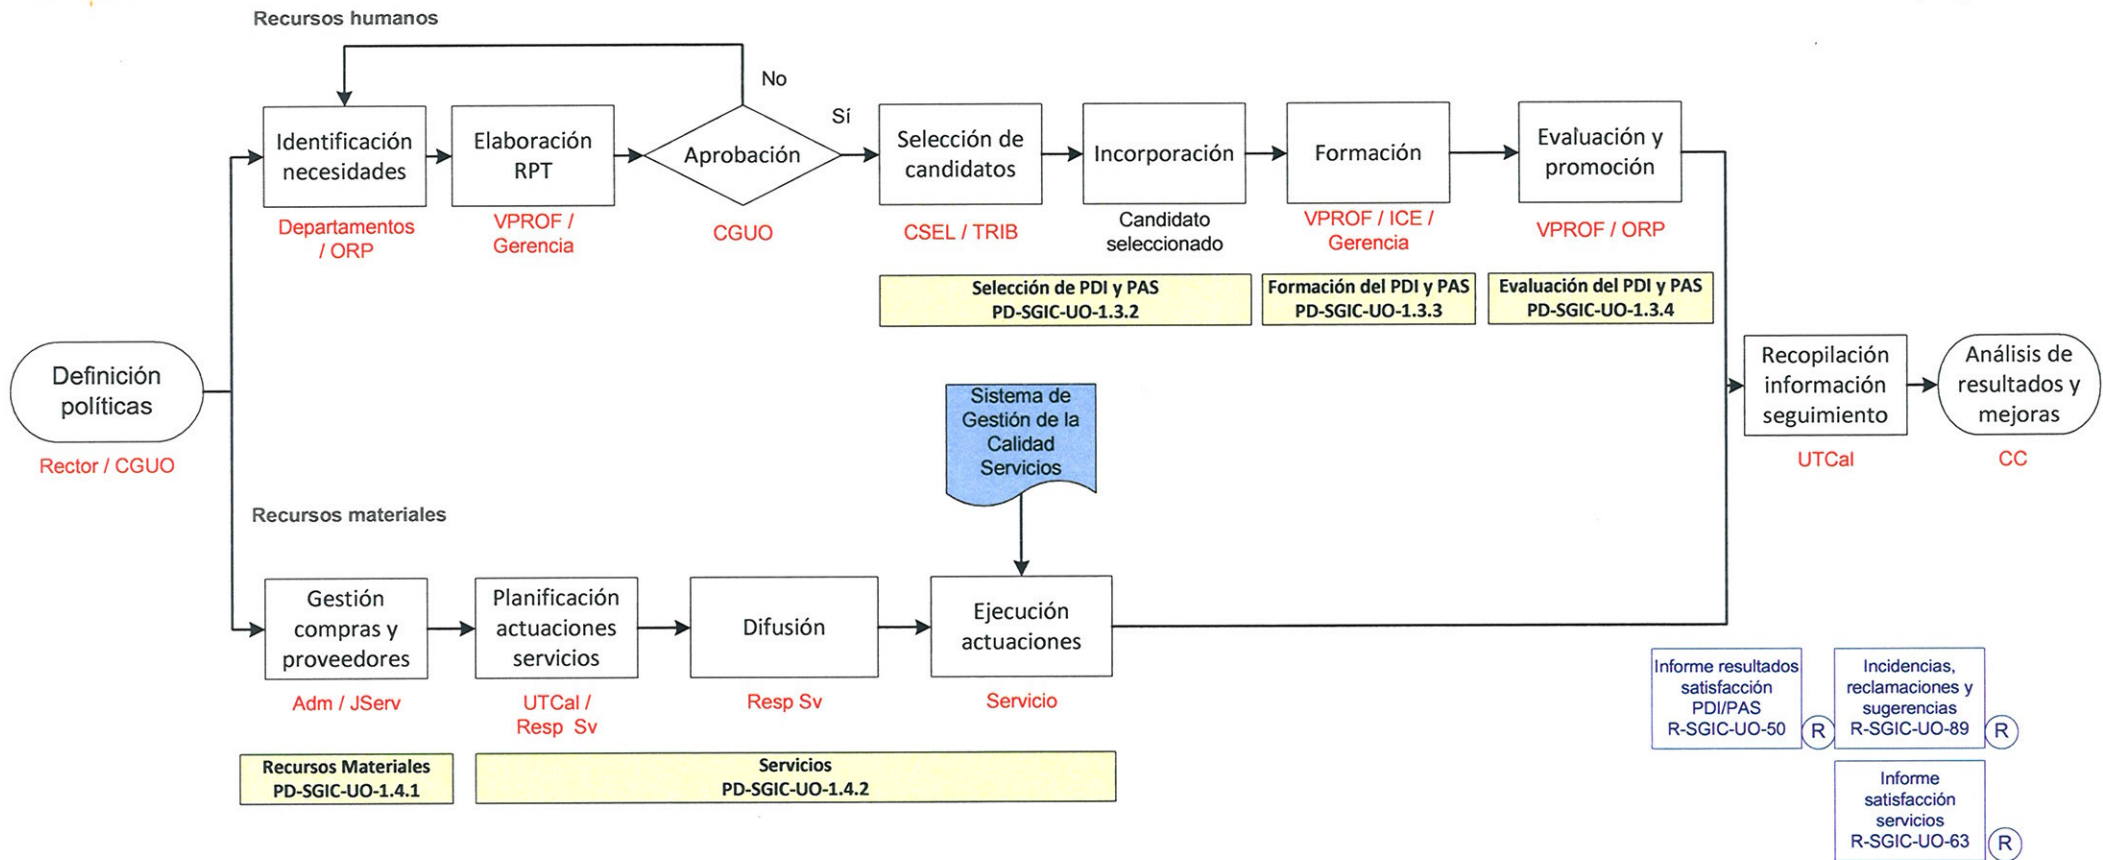 Recursos humanos
No
Sí
Identificación
necesidades
Elaboración
RPT
Aprobación
Selección de
candidatos
Incorporación
Formación
Evaluación y
promoción
Departamentos
/ ORP
VPROF /
Gerencia
CGUO
CSEL / TRIB
Candidato
seleccionado
VPROF / ICE /
Gerencia
VPROF / ORP
Selección de PDI y PAS
PD-SGIC-UO-1.3.2
Formación del PDI y PAS
PD-SGIC-UO-1.3.3
Evaluación del PDI y PAS
PD-SGIC-UO-1.3.4
Definición
políticas
Rector / CGUO
Sistema de
Gestión de la
Calidad
Servicios
Recopilación
información
seguimiento
UTCal
Análisis de
resultados y
mejoras
CC
Recursos materiales
Gestión
compras y
proveedores
Planificación
actuaciones
servicios
Difusión
Ejecución
actuaciones
Adm / JServ
UTCal /
Resp Sv
Resp Sv
Servicio
Recursos Materiales
PD-SGIC-UO-1.4.1
Servicios
PD-SGIC-UO-1.4.2
Informe resultados
satisfacción
PDI/PAS
R-SGIC-UO-50
R
Incidencias,
reclamaciones y
sugerencias
R-SGIC-UO-89
R
Informe
satisfacción
servicios
R-SGIC-UO-63
R